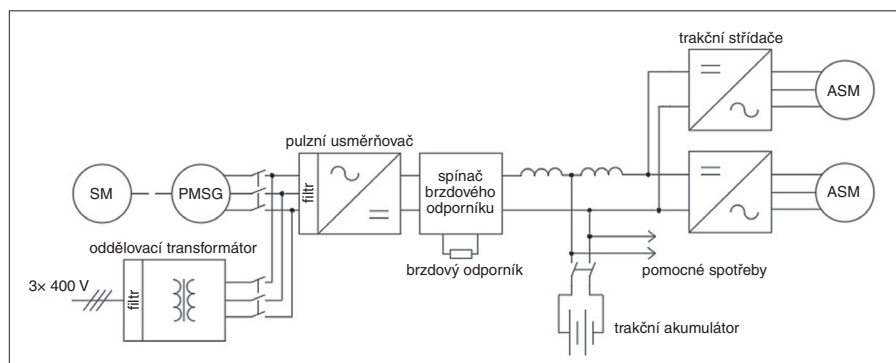 trakční střídače
ASM
pulzní usměrňovač
SM
PMSG
filtr
spínač
brzdového
odporníku
ASM
oddělovací transformátor
3× 400 V
filtr
brzdový odporník
pomocné spotřeby
trakční akumulátor